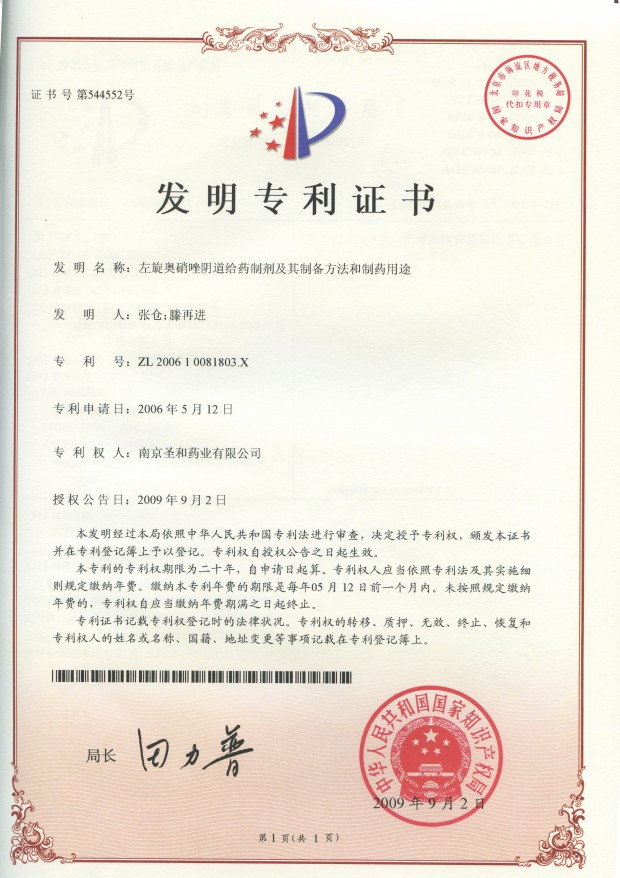 证书号第544552号
北京市海淀区地方税务局
印花税
代扣专用章
国家知识产权局
发明专利证书
发明名称：左旋奥硝唑阴道给药制剂及其制备方法和制药用途
发明人：张仓;滕再进
专利号：ZL 2006 1 0081803.X
专利申请日：2006年5月12日
专利权人：南京圣和药业有限公司
授权公告日：2009年9月2日
本发明经过本局依照中华人民共和国专利法进行审查，决定授予专利权，颁发本证书
并在专利登记簿上予以登记。专利权自授权公告之日起生效。
本专利的专利权期限为二十年，自申请日起算。专利权人应当依照专利法及其实施细
则规定缴纳年费。缴纳本专利年费的期限是每年05月12日前一个月内。未按照规定缴纳
年费的，专利权自应当缴纳年费期满之日起终止。
专利证书记载专利权登记时的法律状况。专利权的转移、质押、无效、终止、恢复和
专利权人的姓名或名称、国籍、地址变更等事项记载在专利登记簿上。
局长 田力普
中华人民共和国国家知识产权局
2009年9月2日
第1页(共1页)